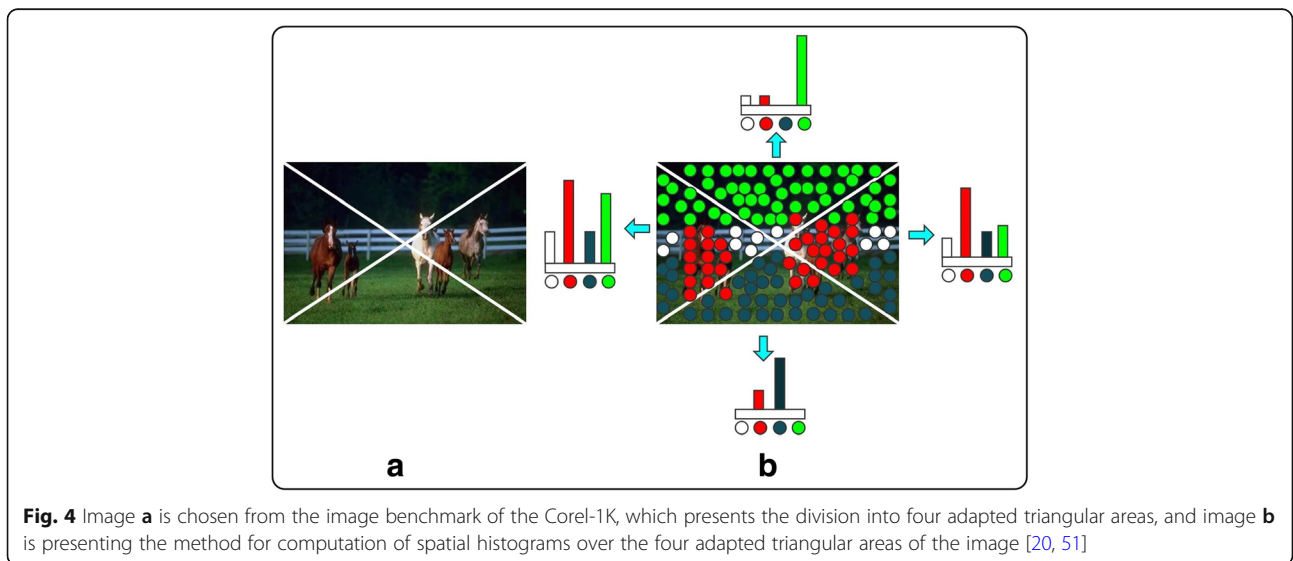 a
b
Fig. 4 Image a is chosen from the image benchmark of the Corel-1K, which presents the division into four adapted triangular areas, and image b
is presenting the method for computation of spatial histograms over the four adapted triangular areas of the image [20, 51]